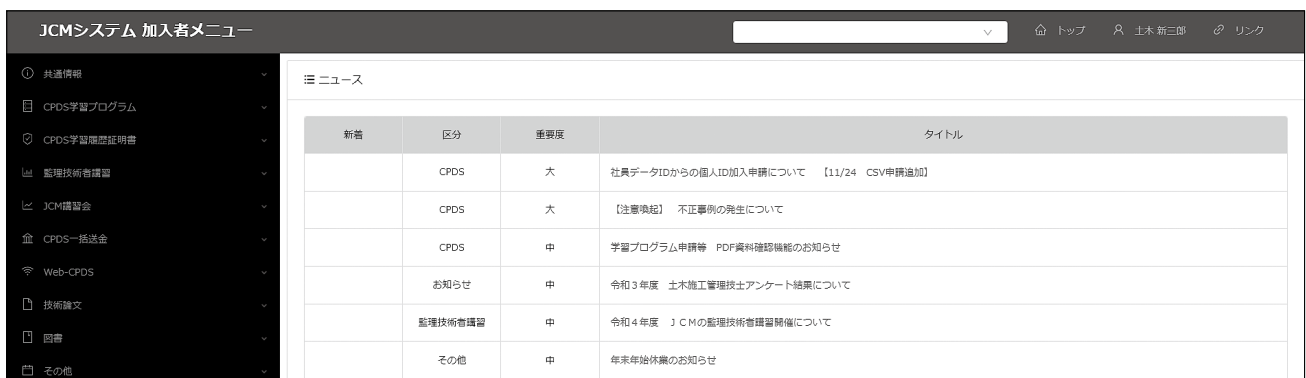 JCMシステム 加入者メニュー
トップ 土木 新三郎 リンク
共通情報
CPDS学習プログラム
CPDS学習履歴証明書
監理技術者講習
JCM講習会
CPDS一括送金
Web-CPDS
技術論文
図書
その他
ニュース
新着 区分 重要度 タイトル
CPDS 大 社員データIDからの個人ID加入申請について 【11/24 CSV申請追加】
CPDS 大 【注意喚起】 不正事例の発生について
CPDS 中 学習プログラム申請等 PDF資料確認機能のお知らせ
お知らせ 中 令和３年度 土木施工管理技士アンケート結果について
監理技術者講習 中 令和４年度 ＪＣＭの監理技術者講習開催について
その他 中 年末年始休業のお知らせ